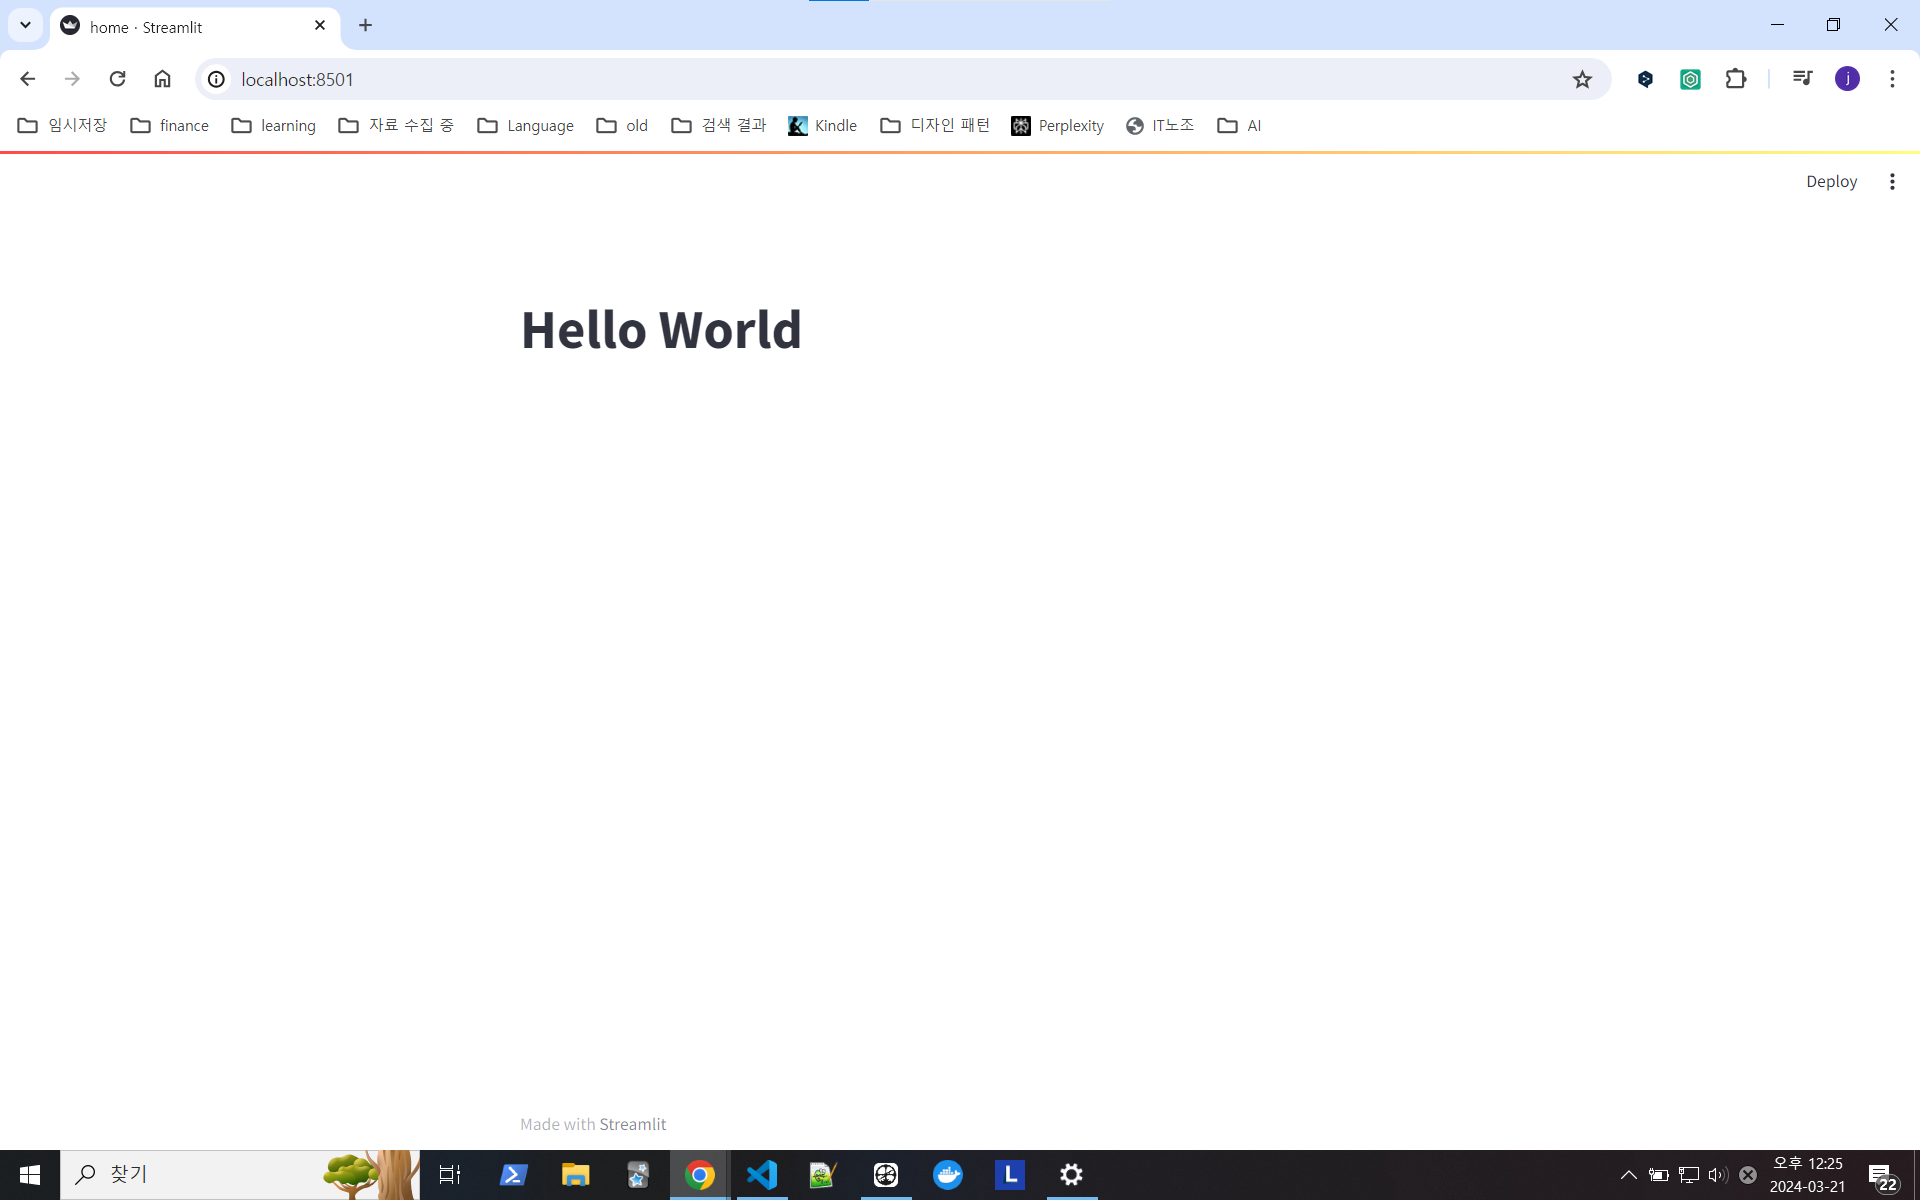 home · Streamlit
localhost:8501
j
임시저장 finance learning 자료 수집 중 Language old 검색 결과 Kindle 디자인 패턴 Perplexity IT노조 AI
Deploy
Hello World
Made with Streamlit
찾기
L
오후 12:25
2024-03-21
22